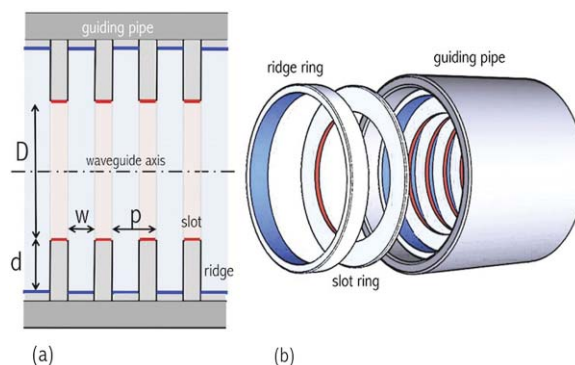 guiding pipe
D
waveguide axis
w
p
slot
d
ridge
(a)
guiding pipe
ridge ring
slot ring
(b)